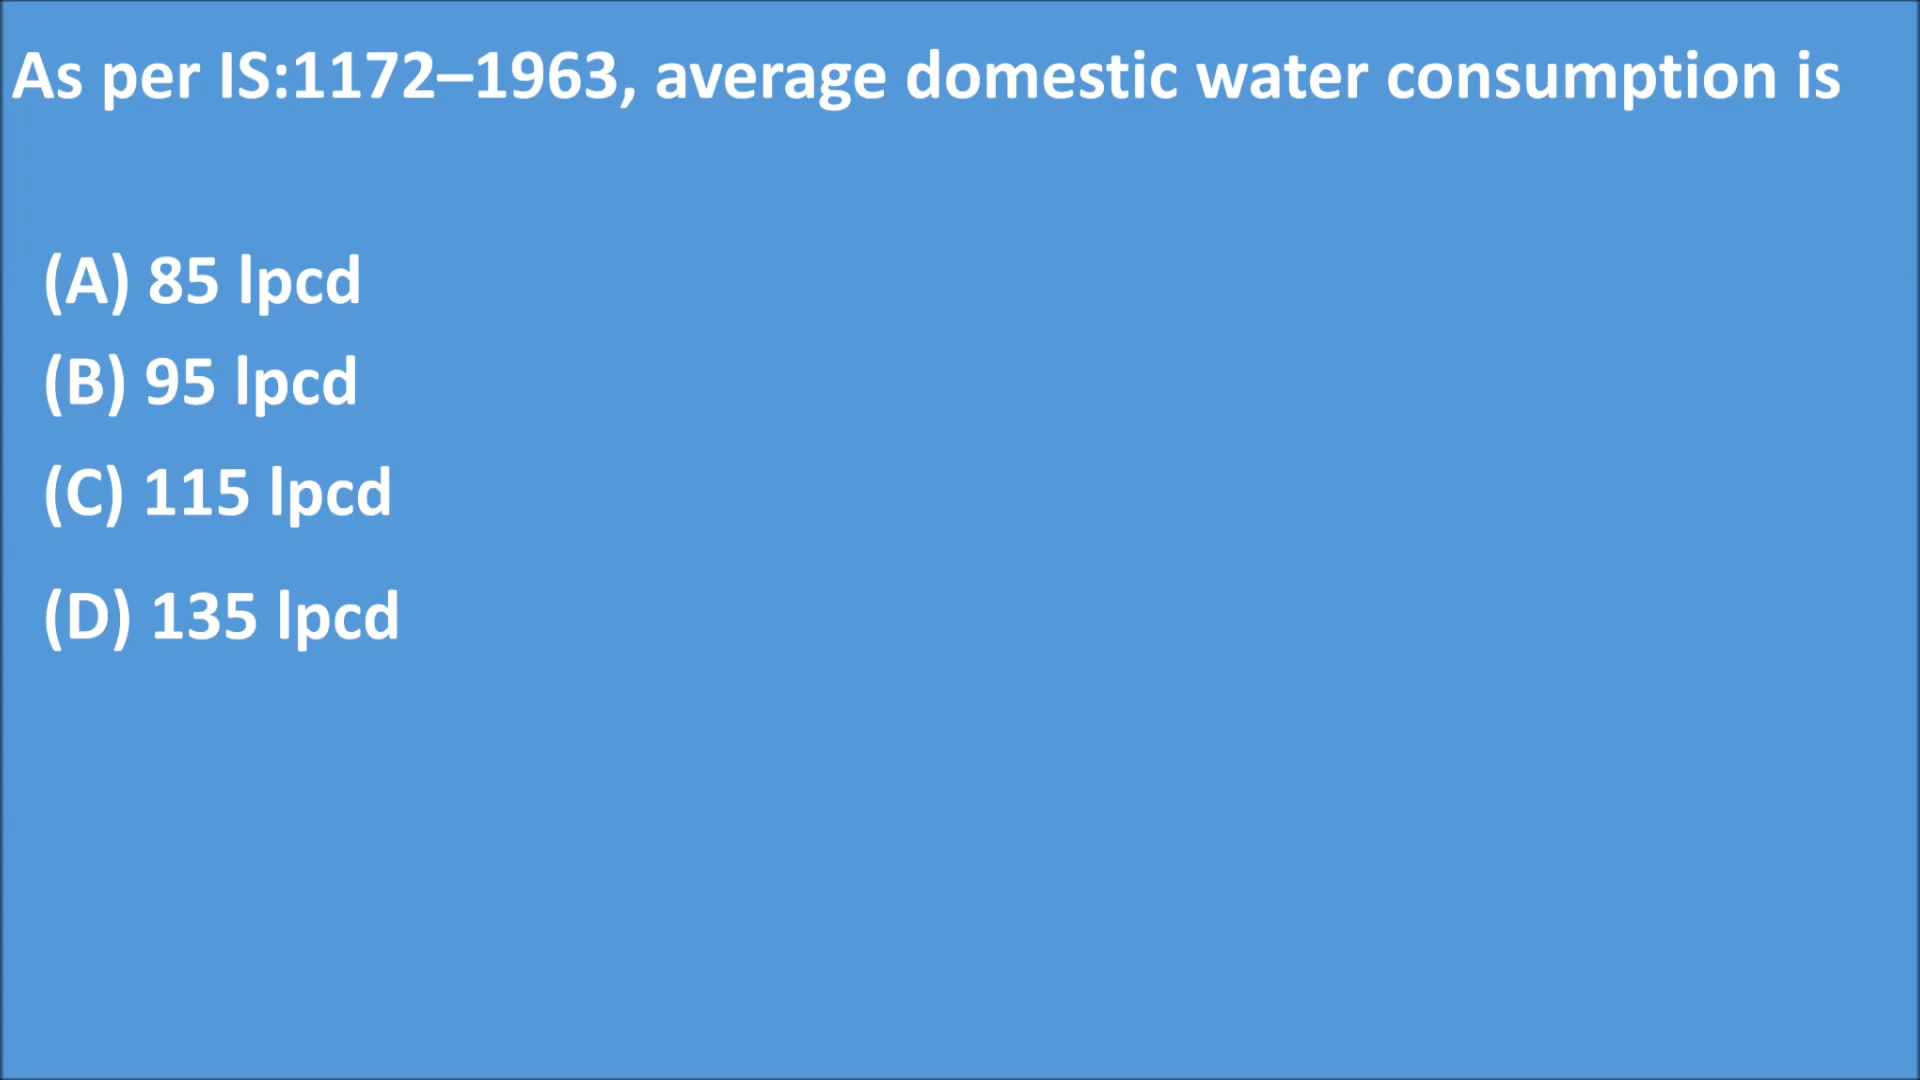 As per IS:1172–1963, average domestic water consumption is
(A) 85 lpcd
(B) 95 lpcd
(C) 115 lpcd
(D) 135 lpcd